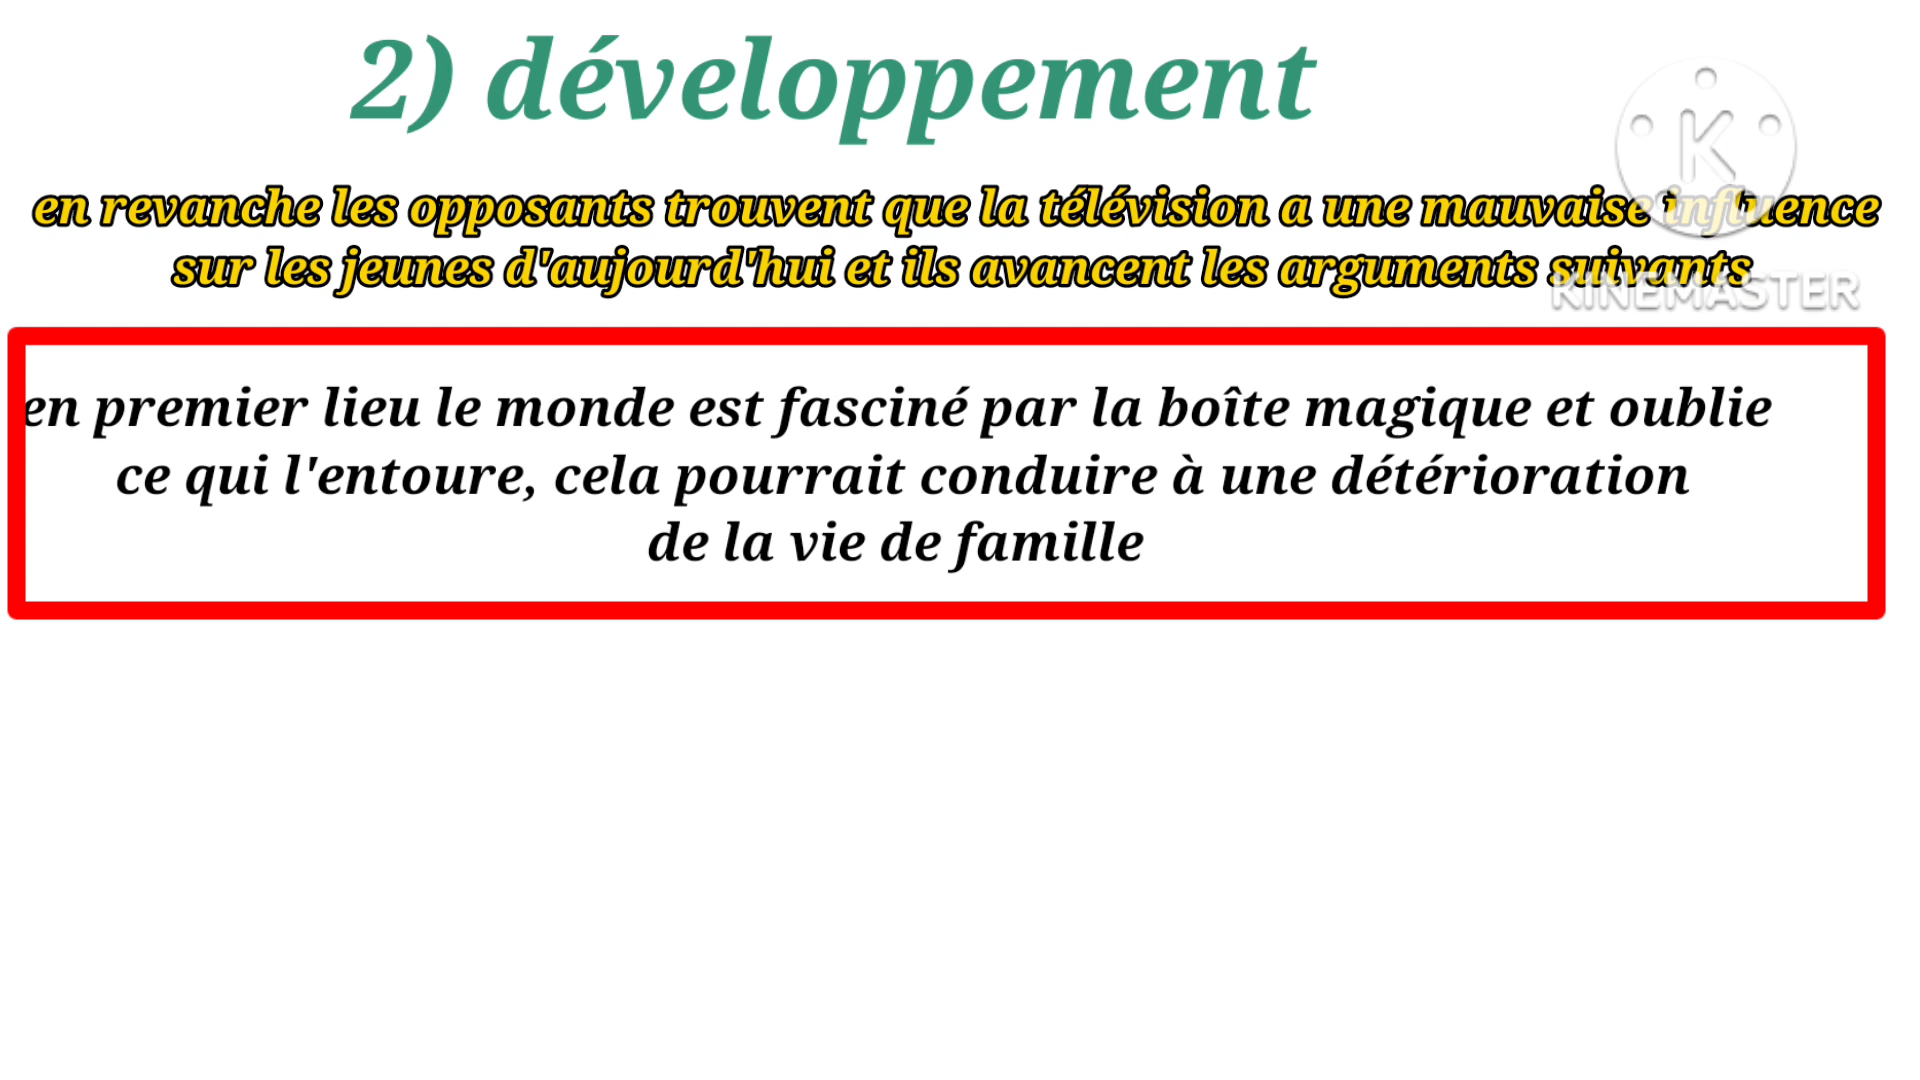 2) développement
en revanche les opposants trouvent que la télévision a une mauvaise influence
sur les jeunes d'aujourd'hui et ils avancent les arguments suivants
K
KINEMASTER
en premier lieu le monde est fasciné par la boîte magique et oublie
ce qui l'entoure, cela pourrait conduire à une détérioration
de la vie de famille